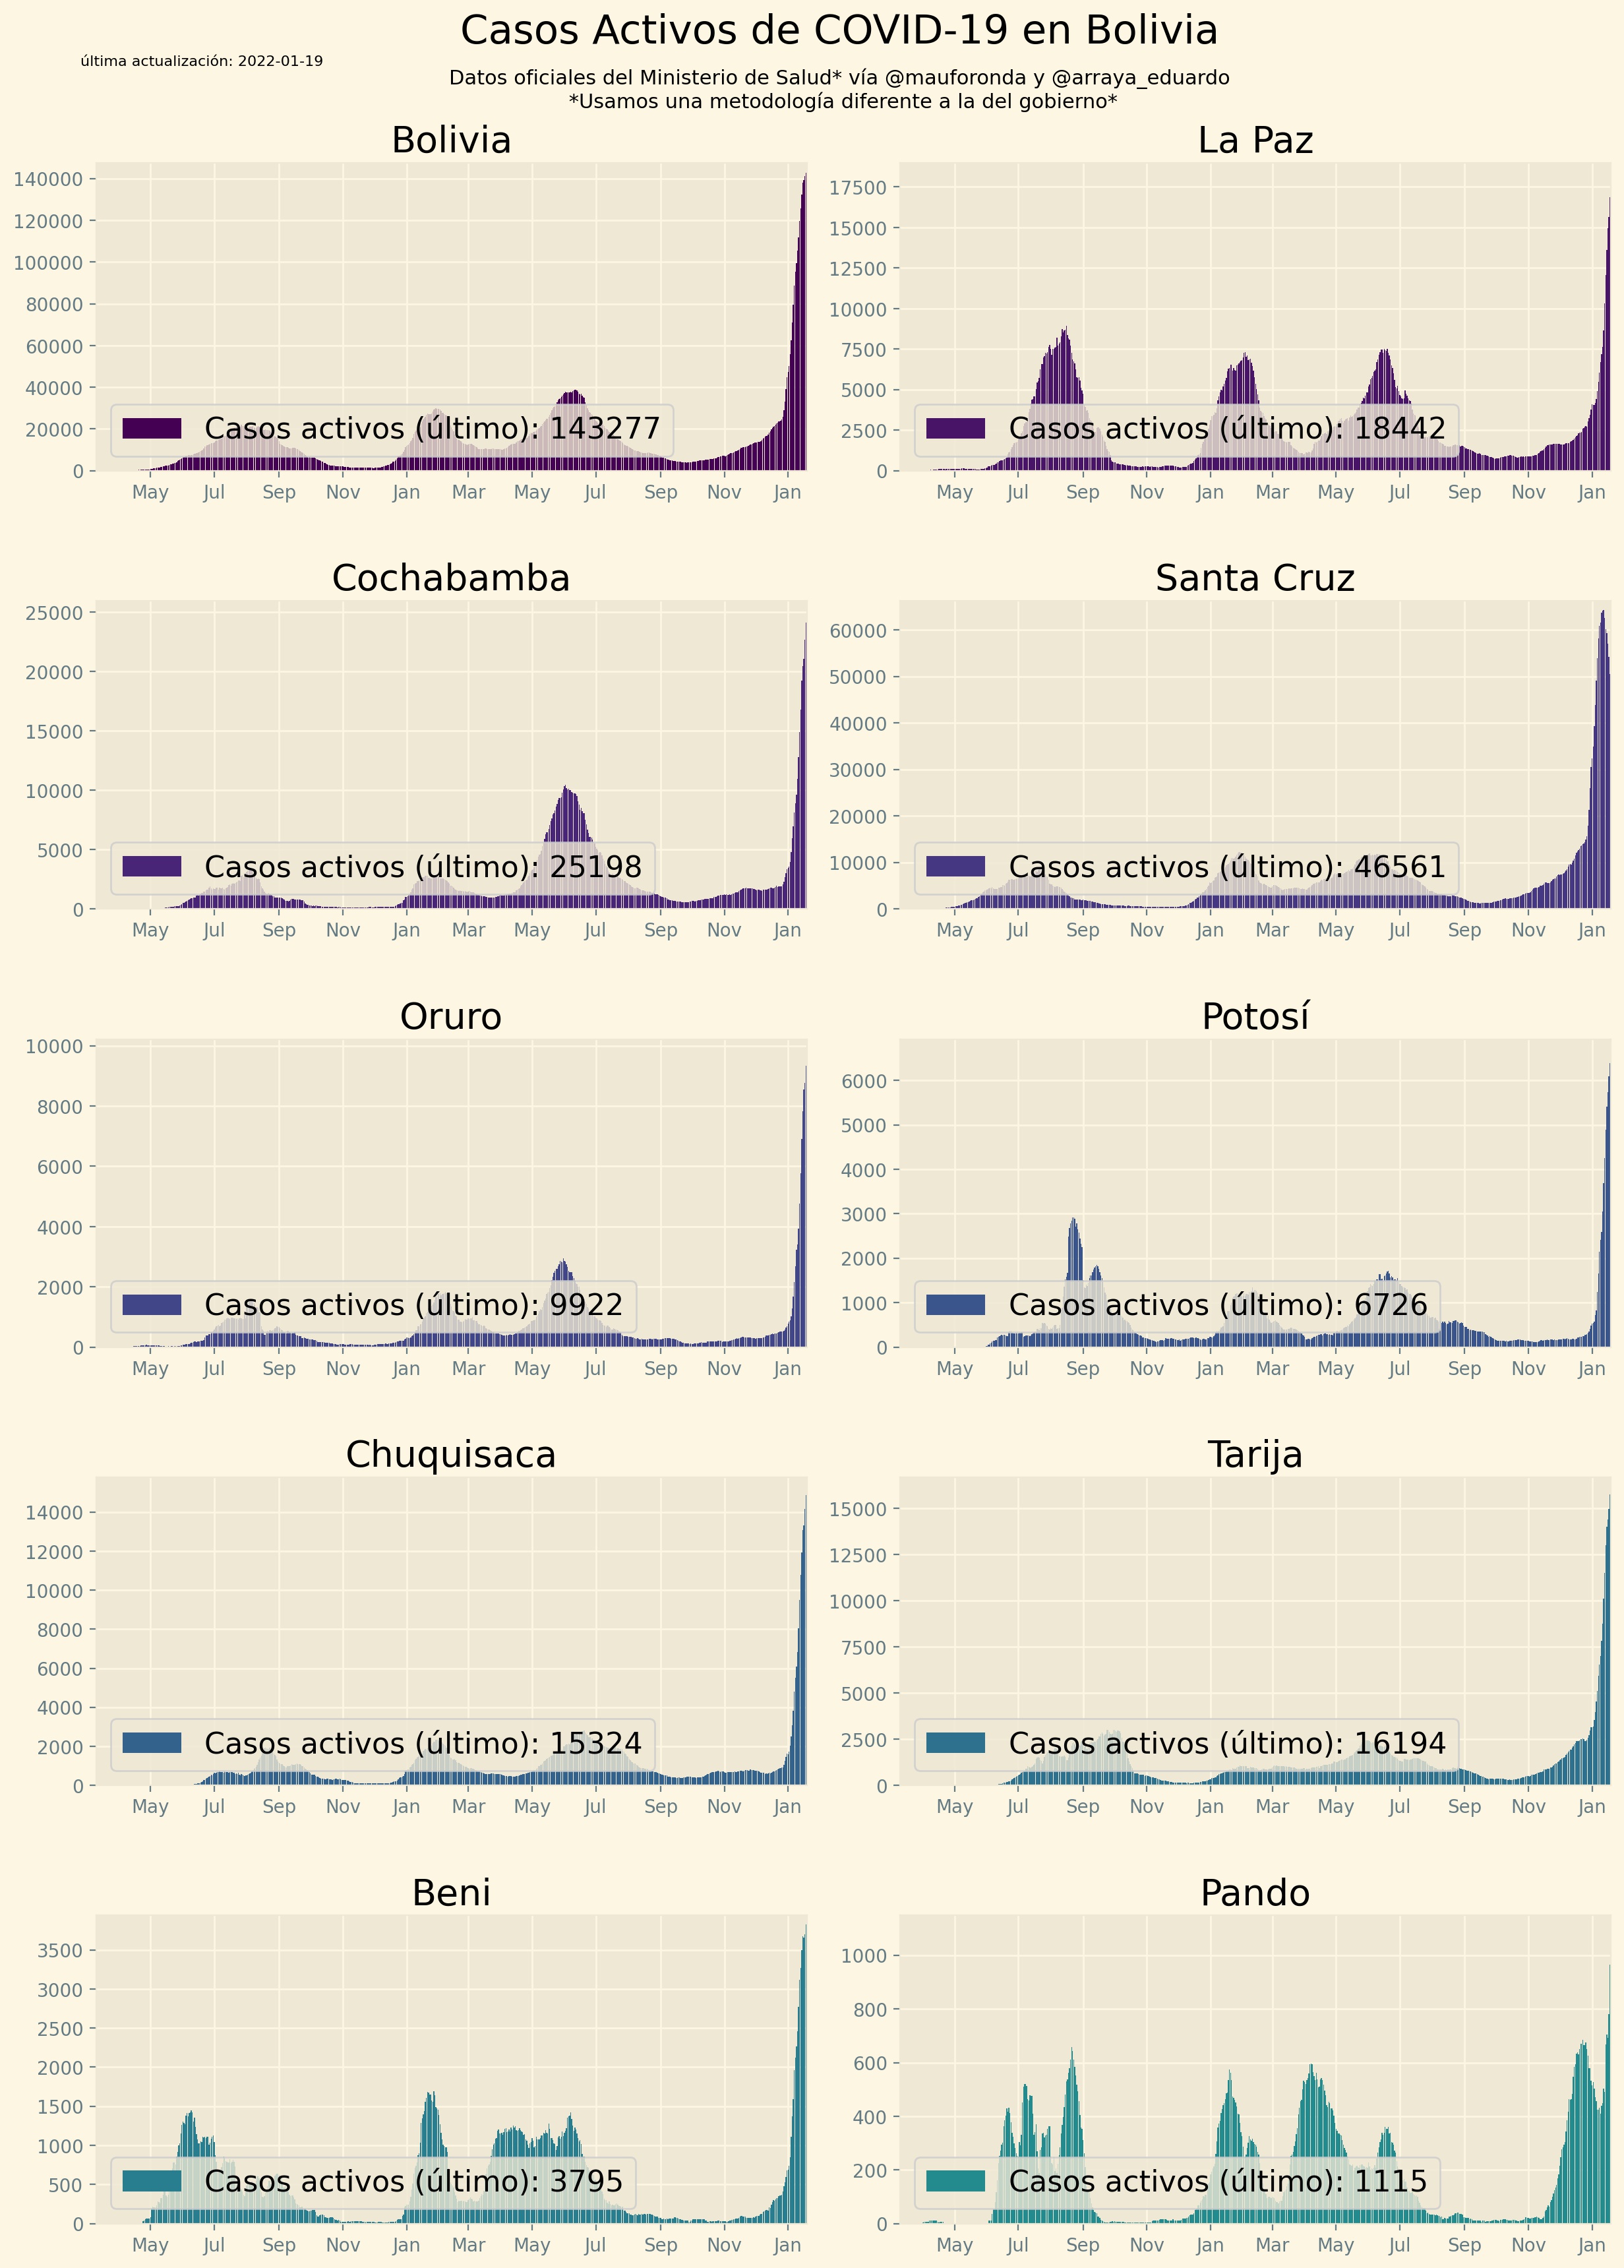 Casos Activos de COVID-19 en Bolivia
última actualización: 2022-01-19
Datos oficiales del Ministerio de Salud* vía @mauforonda y @arraya_eduardo
*Usamos una metodología diferente a la del gobierno*
Bolivia
140000
120000
100000
80000
60000
40000
20000
0
Casos activos (último): 143277
May Jul Sep Nov Jan Mar May Jul Sep Nov Jan
La Paz
17500
15000
12500
10000
7500
5000
2500
0
Casos activos (último): 18442
May Jul Sep Nov Jan Mar May Jul Sep Nov Jan
Cochabamba
25000
20000
15000
10000
5000
0
Casos activos (último): 25198
May Jul Sep Nov Jan Mar May Jul Sep Nov Jan
Santa Cruz
60000
50000
40000
30000
20000
10000
0
Casos activos (último): 46561
May Jul Sep Nov Jan Mar May Jul Sep Nov Jan
Oruro
10000
8000
6000
4000
2000
0
Casos activos (último): 9922
May Jul Sep Nov Jan Mar May Jul Sep Nov Jan
Potosí
6000
5000
4000
3000
2000
1000
0
Casos activos (último): 6726
May Jul Sep Nov Jan Mar May Jul Sep Nov Jan
Chuquisaca
14000
12000
10000
8000
6000
4000
2000
0
Casos activos (último): 15324
May Jul Sep Nov Jan Mar May Jul Sep Nov Jan
Tarija
15000
12500
10000
7500
5000
2500
0
Casos activos (último): 16194
May Jul Sep Nov Jan Mar May Jul Sep Nov Jan
Beni
3500
3000
2500
2000
1500
1000
500
0
Casos activos (último): 3795
May Jul Sep Nov Jan Mar May Jul Sep Nov Jan
Pando
1000
800
600
400
200
0
Casos activos (último): 1115
May Jul Sep Nov Jan Mar May Jul Sep Nov Jan